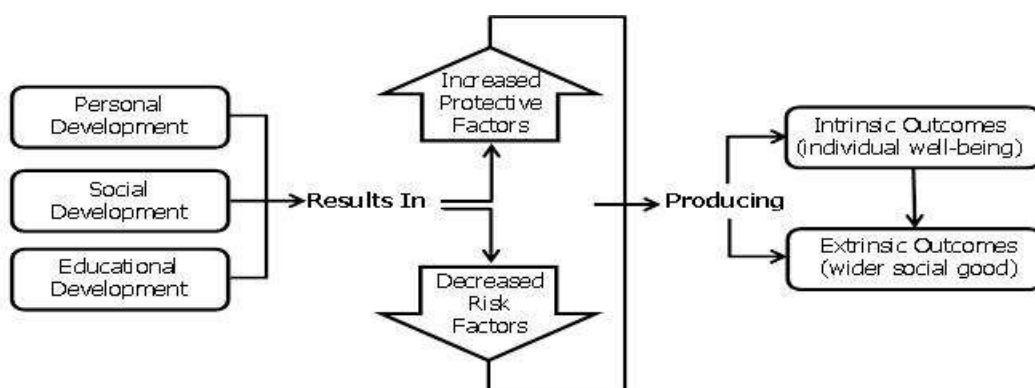 Personal
Development
Social
Development
Educational
Development
Results In
Increased
Protective
Factors
Decreased
Risk
Factors
Producing
Intrinsic Outcomes
(individual well-being)
Extrinsic Outcomes
(wider social good)